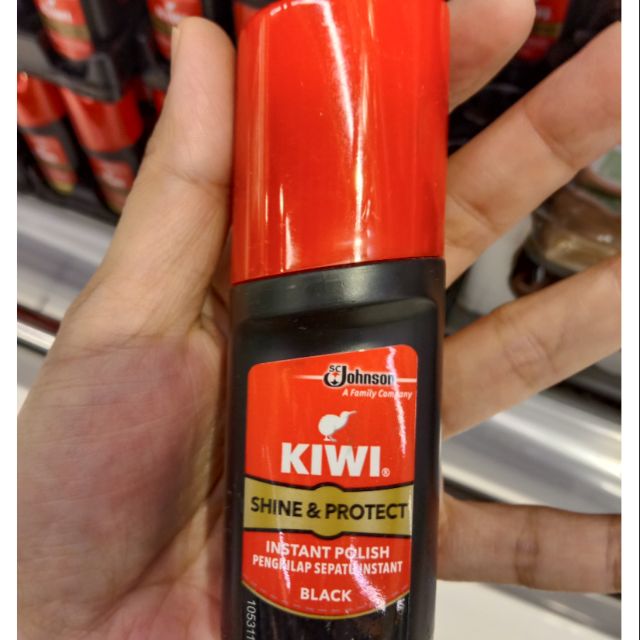 SC Johnson
A Family Company
KIWI®
SHINE & PROTECT
INSTANT POLISH
PENGKILAP SEPATU INSTANT
BLACK